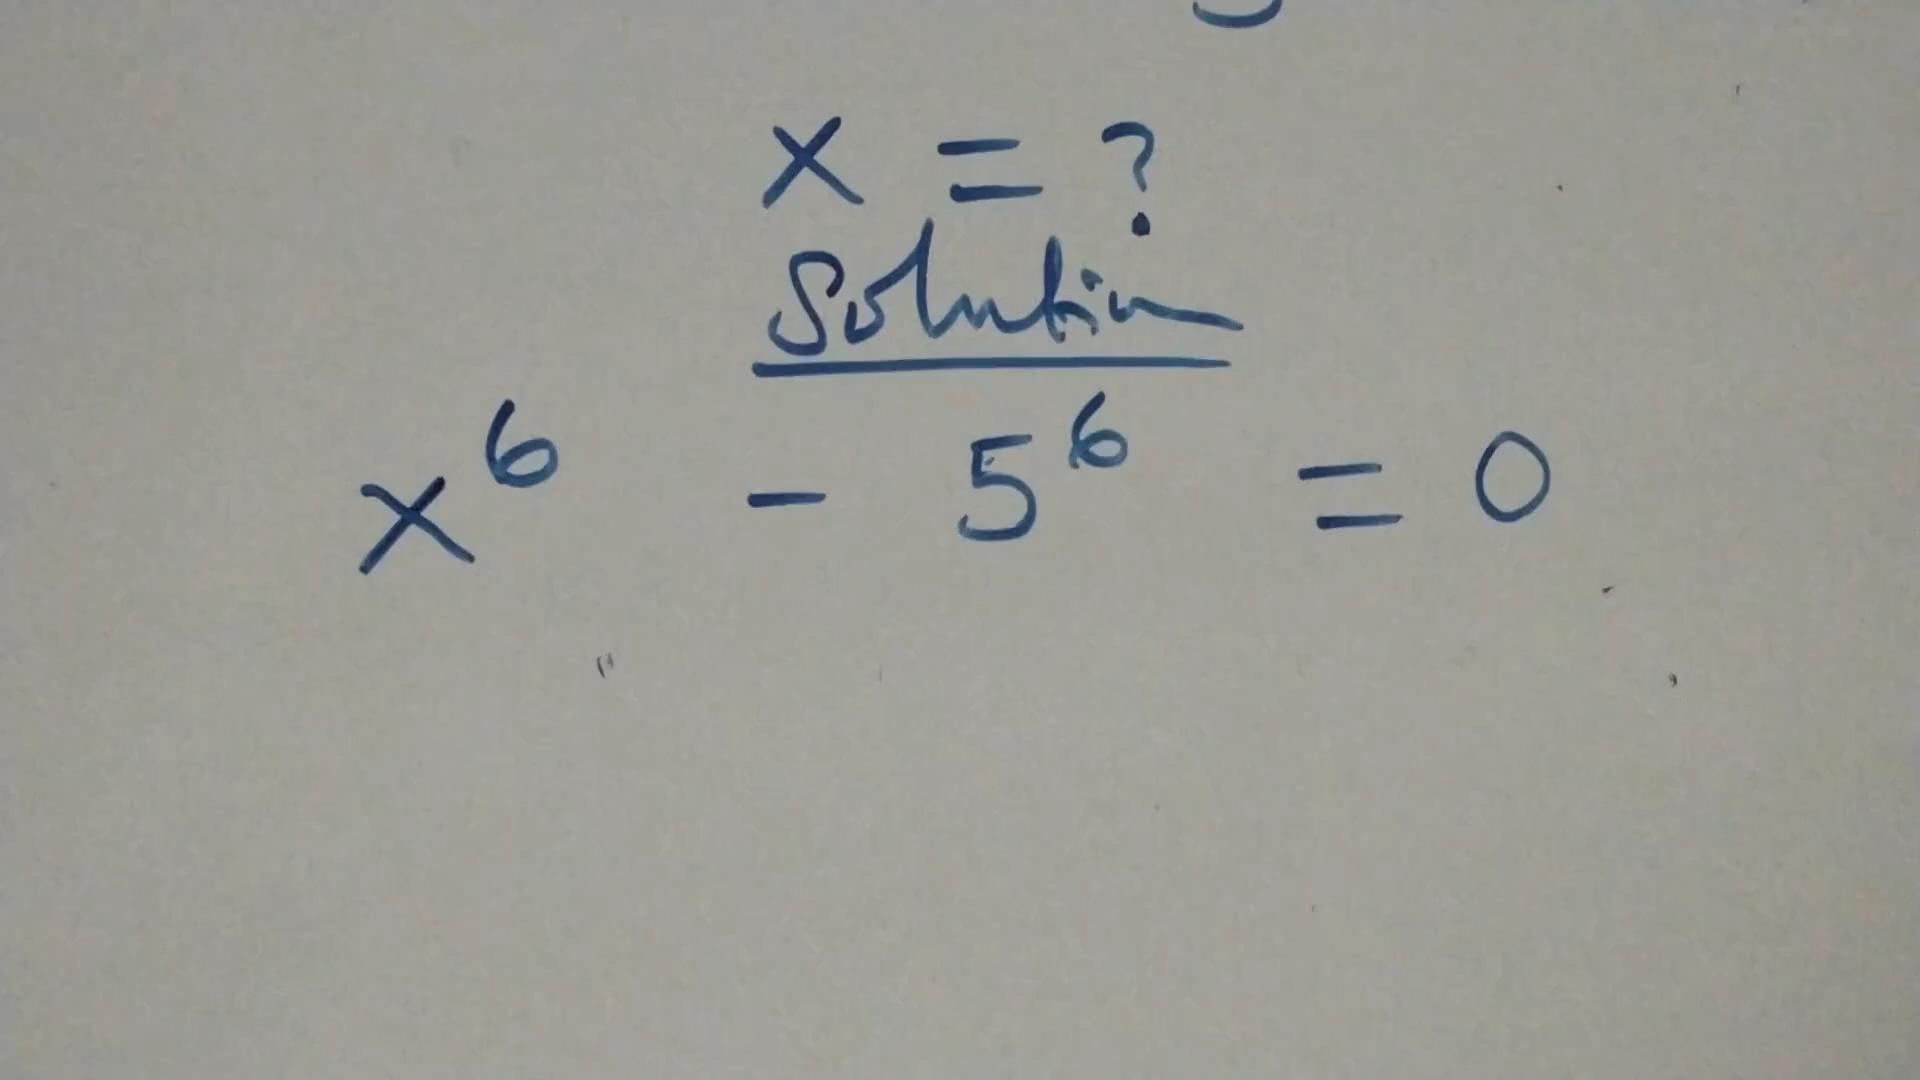 x = ?
Solution
x⁶ - 5⁶ = 0